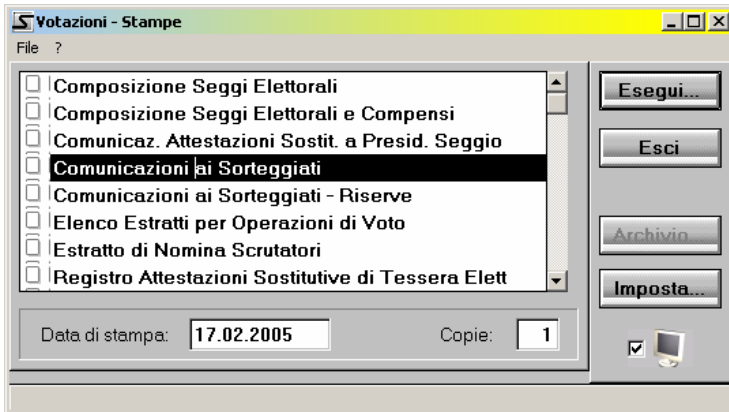 Votazioni - Stampe
File ?
Composizione Seggi Elettorali
Composizione Seggi Elettorali e Compensi
Comunicaz. Attestazioni Sostit. a Presid. Seggio
Comunicazioni ai Sorteggiati
Comunicazioni ai Sorteggiati - Riserve
Elenco Estratti per Operazioni di Voto
Estratto di Nomina Scrutatori
Registro Attestazioni Sostitutive di Tessera Elett
Esegui...
Esci
Archivio...
Imposta...
Data di stampa: 17.02.2005 Copie: 1